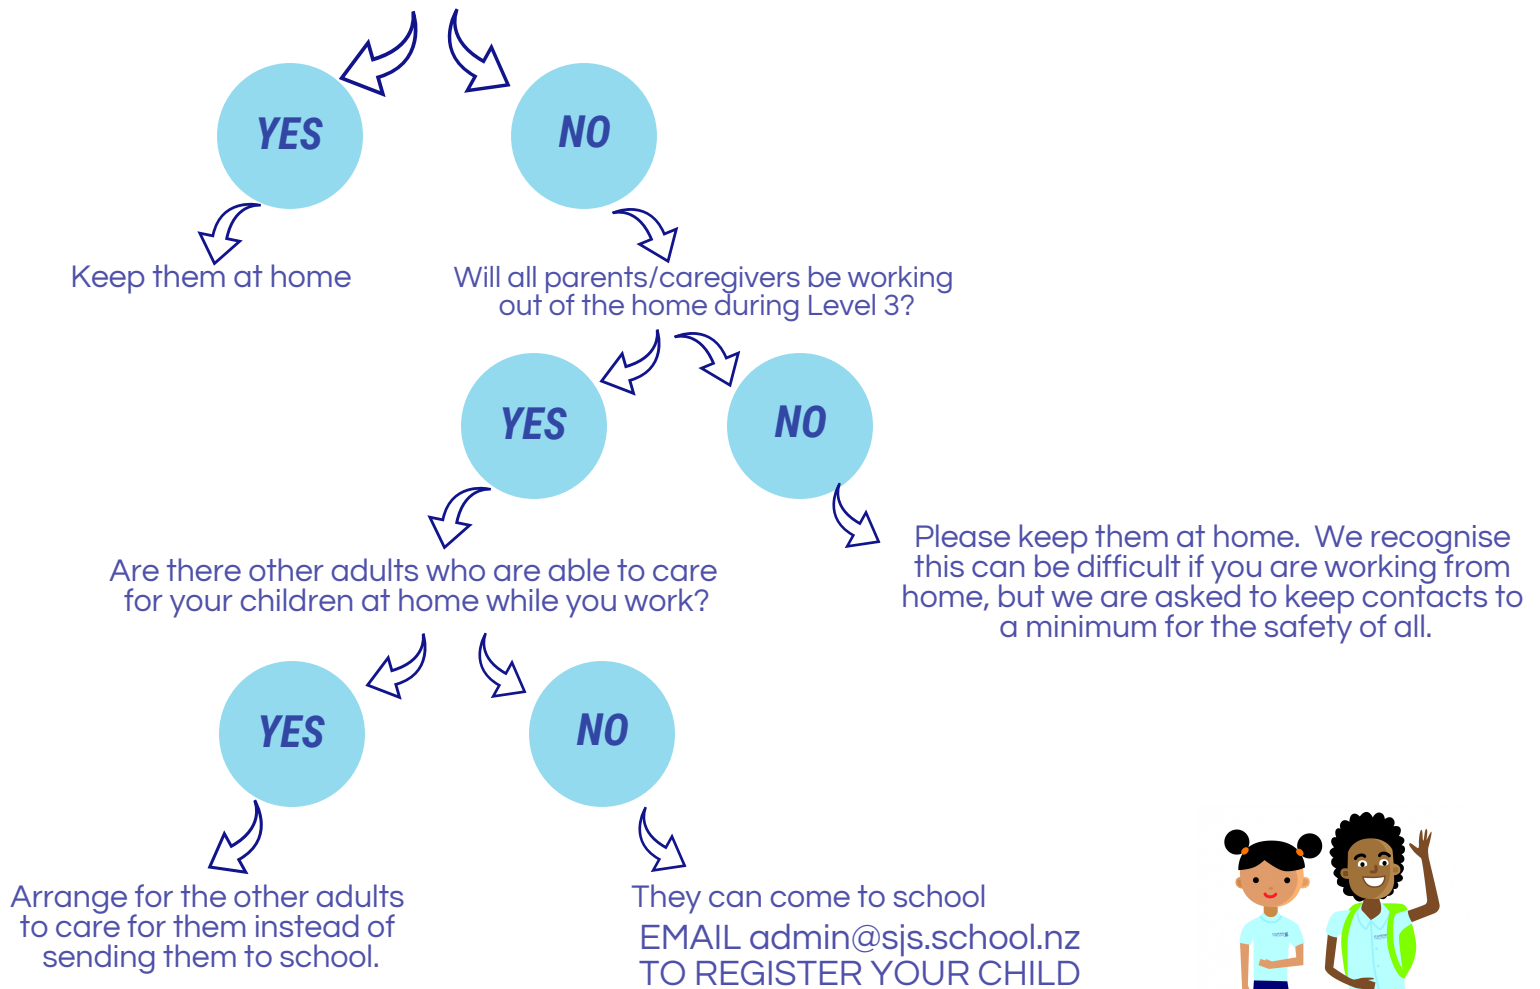 YES
NO
Keep them at home
Will all parents/caregivers be working
out of the home during Level 3?
YES
NO
Please keep them at home.  We recognise
this can be difficult if you are working from
home, but we are asked to keep contacts to
a minimum for the safety of all.
Are there other adults who are able to care
for your children at home while you work?
YES
NO
Arrange for the other adults
to care for them instead of
sending them to school.
They can come to school
EMAIL admin@sjs.school.nz
TO REGISTER YOUR CHILD